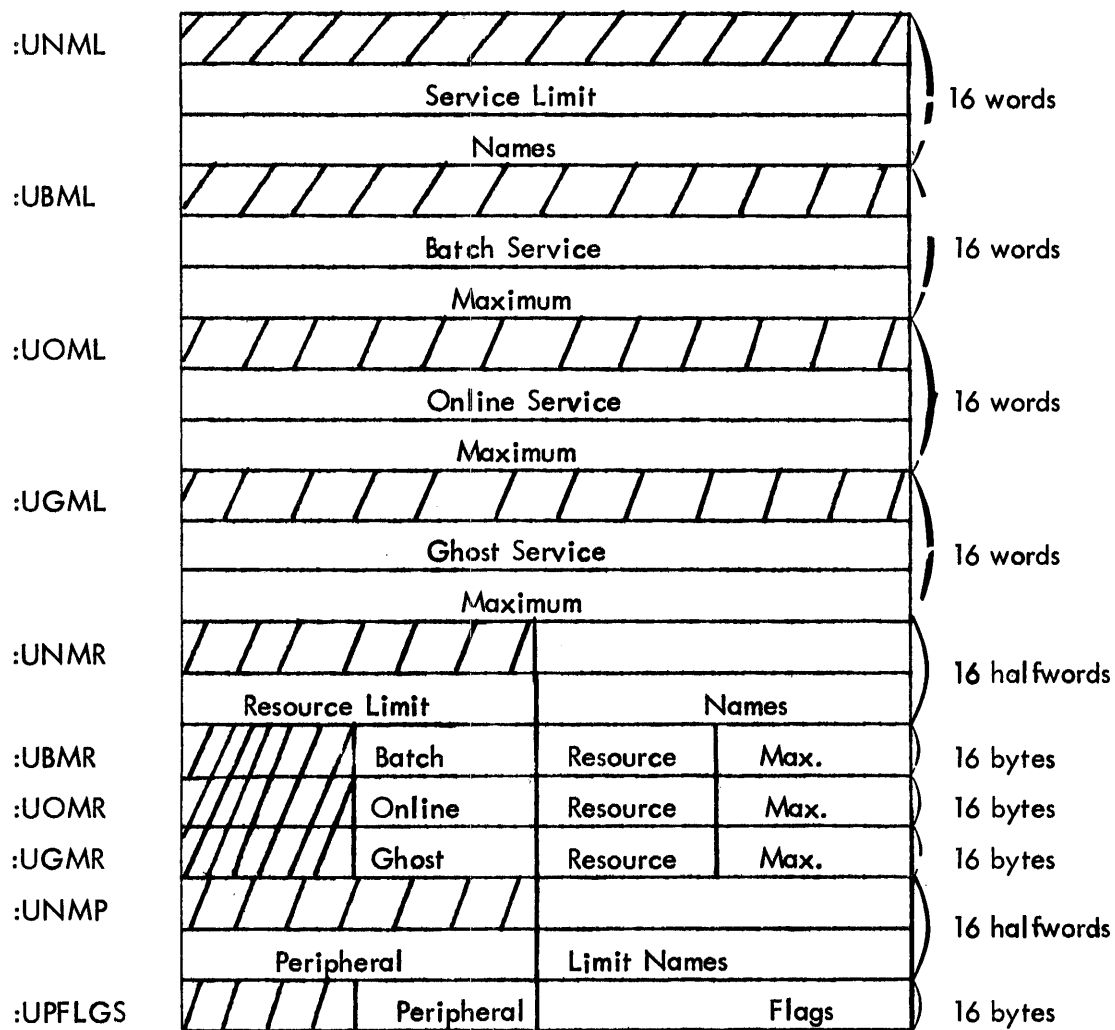 :UNML
Service Limit
16 words
Names
:UBML
Batch Service
16 words
Maximum
:UOML
Online Service
16 words
Maximum
:UGML
Ghost Service
16 words
Maximum
:UNMR
16 halfwords
Resource Limit Names
:UBMR Batch Resource Max. 16 bytes
:UOMR Online Resource Max. 16 bytes
:UGMR Ghost Resource Max. 16 bytes
:UNMP
16 halfwords
Peripheral Limit Names
:UPFLGS Peripheral Flags 16 bytes